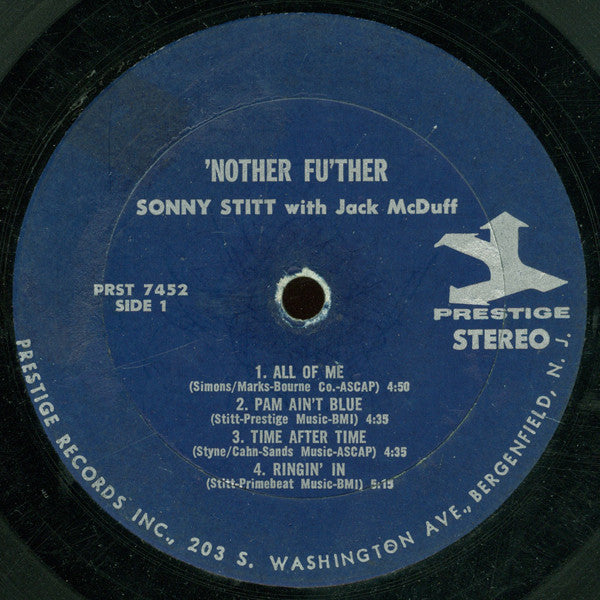 'NOTHER FU'THER
SONNY STITT with Jack McDuff
PRST 7452
SIDE 1
PRESTIGE
STEREO
1. ALL OF ME
(Simons/Marks-Bourne Co.-ASCAP) 4:50
2. PAM AIN'T BLUE
(Stitt-Prestige Music-BMI) 4:35
3. TIME AFTER TIME
(Styne/Cahn-Sands Music-ASCAP) 4:35
4. RINGIN' IN
(Stitt-Primebeat Music-BMI) 5:15
PRESTIGE RECORDS INC., 203 S. WASHINGTON AVE., BERGENFIELD, N. J.